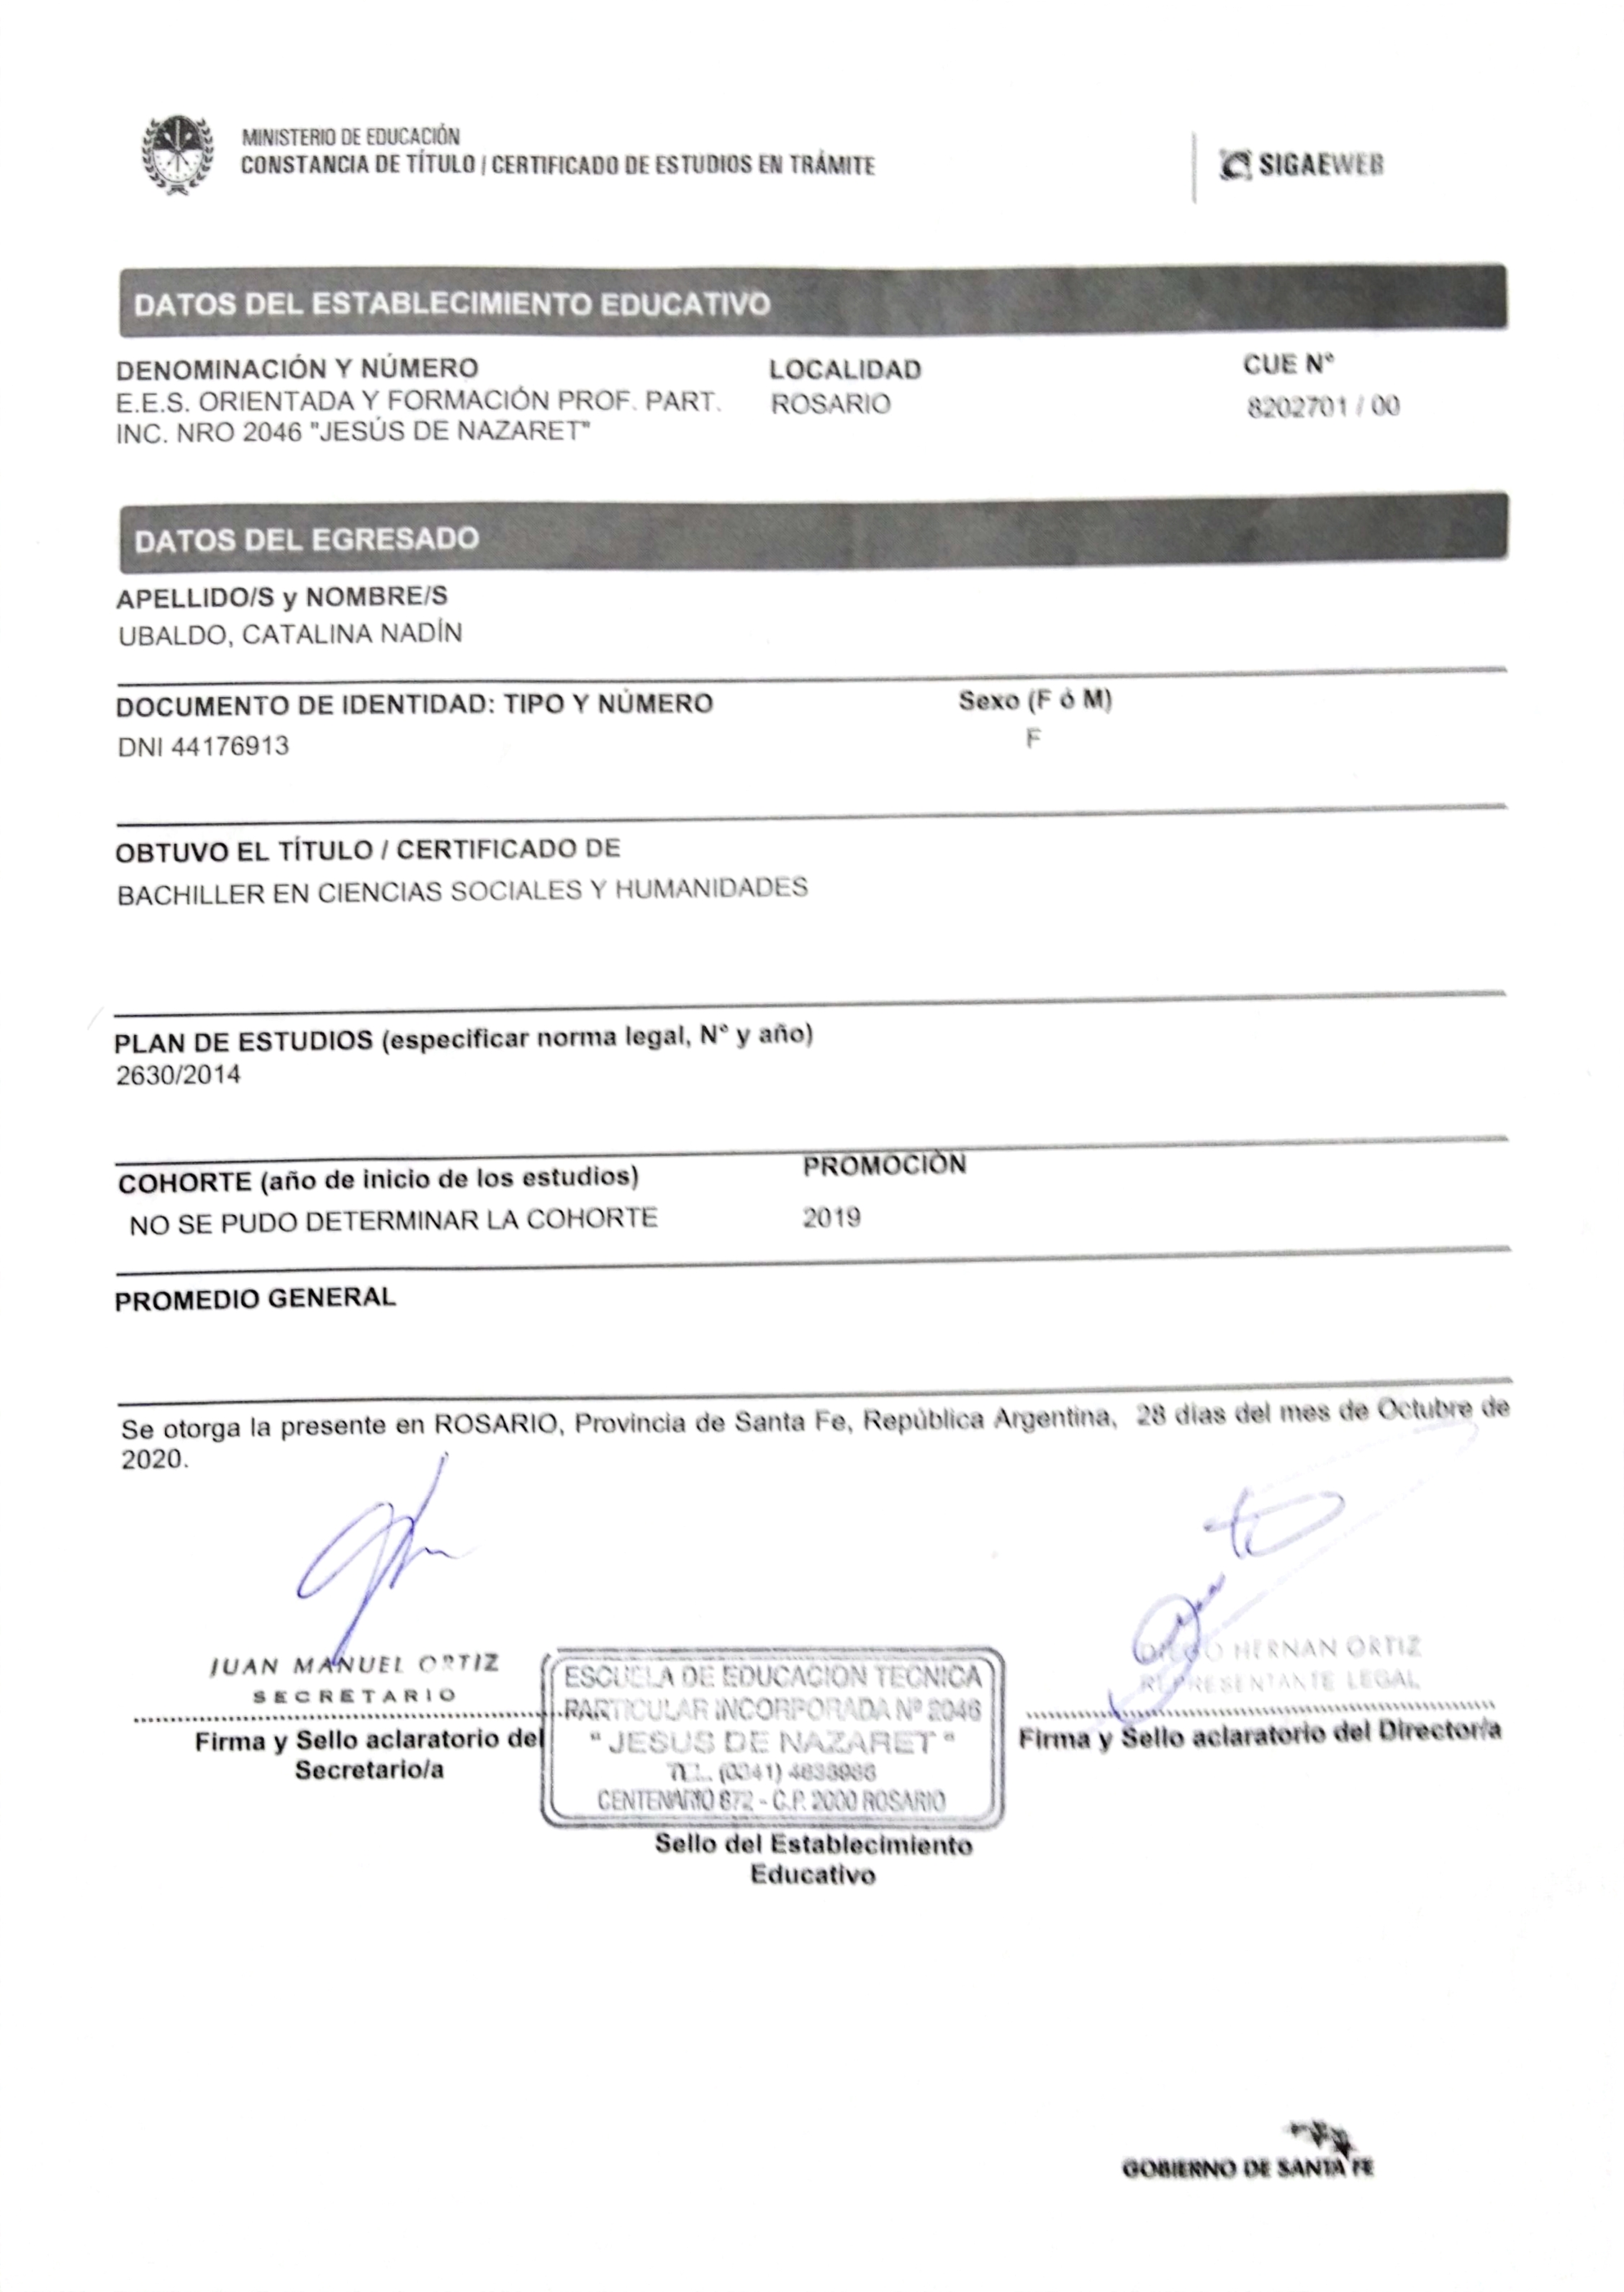 MINISTERIO DE EDUCACIÓN
CONSTANCIA DE TÍTULO / CERTIFICADO DE ESTUDIOS EN TRÁMITE
SIGAEWEB
DATOS DEL ESTABLECIMIENTO EDUCATIVO
DENOMINACIÓN Y NÚMERO LOCALIDAD CUE N°
E.E.S. ORIENTADA Y FORMACIÓN PROF. PART. ROSARIO 8202701 / 00
INC. NRO 2046 "JESÚS DE NAZARET"
DATOS DEL EGRESADO
APELLIDO/S y NOMBRE/S
UBALDO, CATALINA NADÍN
DOCUMENTO DE IDENTIDAD: TIPO Y NÚMERO Sexo (F ó M)
DNI 44176913 F
OBTUVO EL TÍTULO / CERTIFICADO DE
BACHILLER EN CIENCIAS SOCIALES Y HUMANIDADES
PLAN DE ESTUDIOS (especificar norma legal, N° y año)
2630/2014
COHORTE (año de inicio de los estudios) PROMOCIÓN
NO SE PUDO DETERMINAR LA COHORTE 2019
PROMEDIO GENERAL
Se otorga la presente en ROSARIO, Provincia de Santa Fe, República Argentina, 28 días del mes de Octubre de
2020.
JUAN MANUEL ORTIZ
SECRETARIO
Firma y Sello aclaratorio del
Secretario/a
ESCUELA DE EDUCACION TECNICA
PARTICULAR INCORPORADA Nº 2046
"JESUS DE NAZARET"
TEL. (0341)
CENTENARIO 872 - C.P. 2000 ROSARIO
Sello del Establecimiento
Educativo
DIEGO HERNAN ORTIZ
REPRESENTANTE LEGAL
Firma y Sello aclaratorio del Director/a
GOBIERNO DE SANTA FE